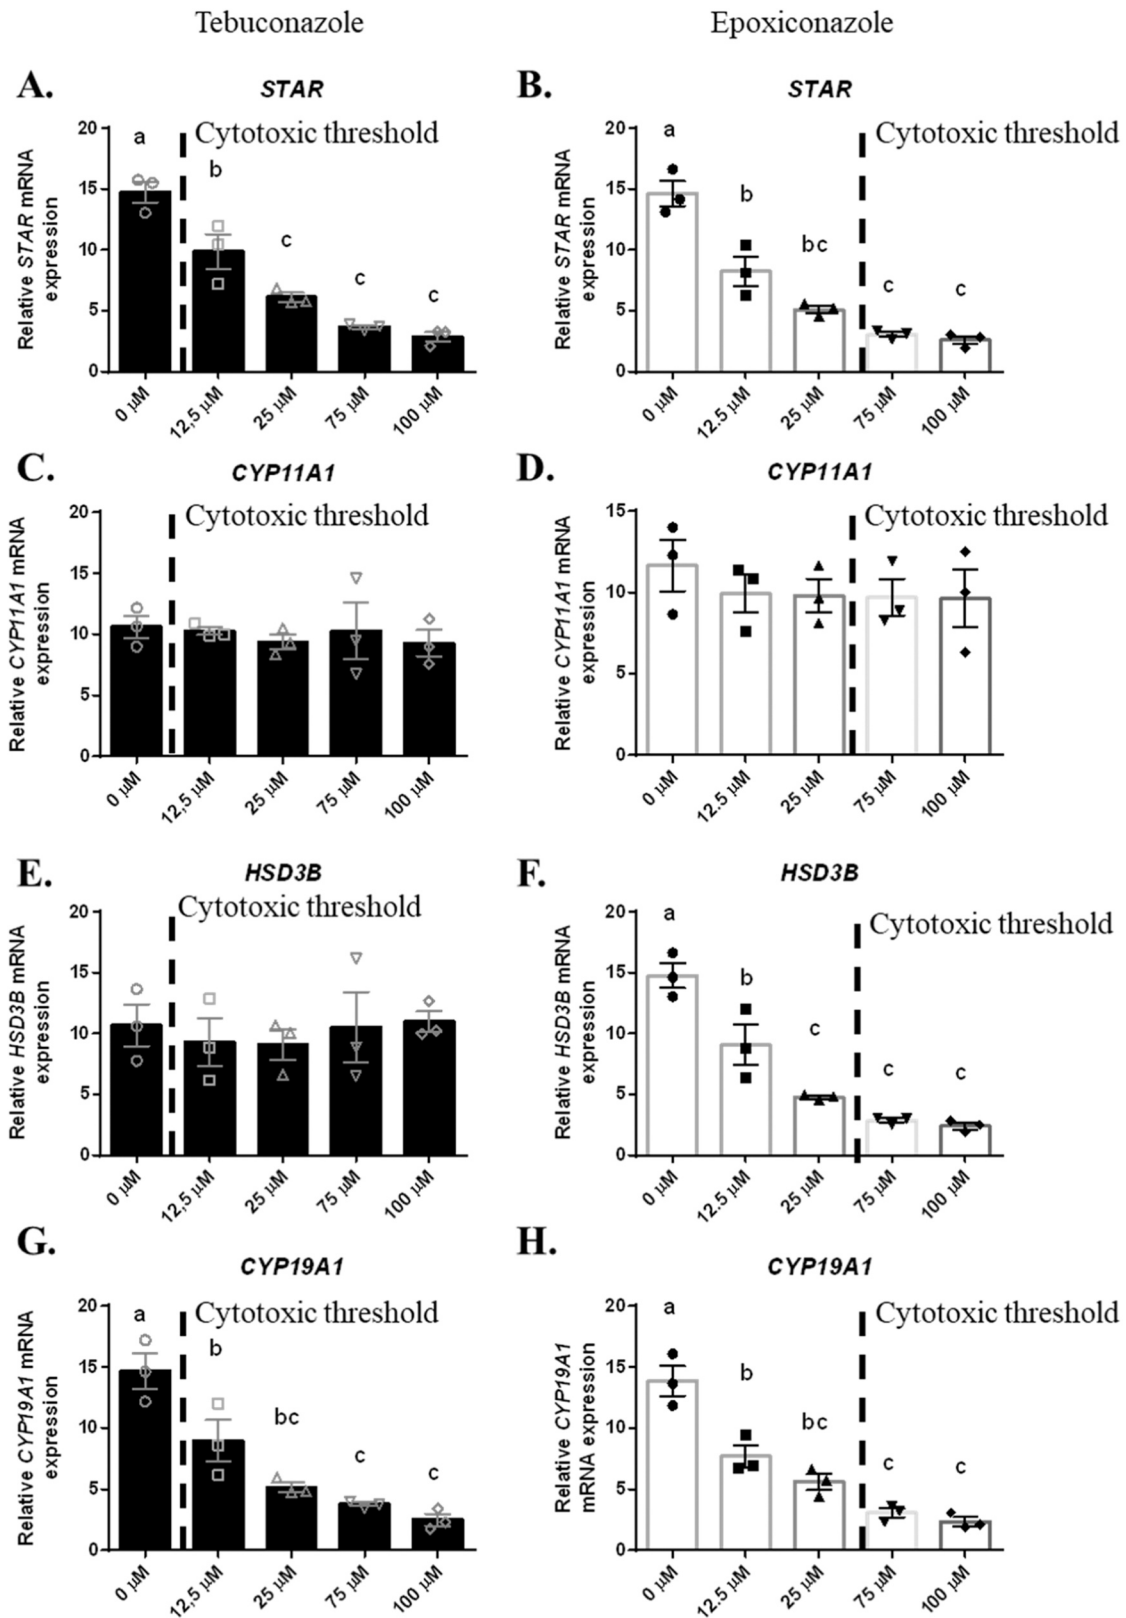 Tebuconazole
Epoxiconazole
A.
STAR
Relative STAR mRNA
expression
20
15
10
5
0
Cytotoxic threshold
a
b
c
c
c
0 µM
12,5 µM
25 µM
75 µM
100 µM
B.
STAR
Relative STAR mRNA
expression
20
15
10
5
0
Cytotoxic threshold
a
b
bc
c
c
0 µM
12.5 µM
25 µM
75 µM
100 µM
C.
CYP11A1
Relative CYP11A1 mRNA
expression
20
15
10
5
0
Cytotoxic threshold
0 µM
12,5 µM
25 µM
75 µM
100 µM
D.
CYP11A1
Relative CYP11A1 mRNA
expression
15
10
5
0
Cytotoxic threshold
0 µM
12.5 µM
25 µM
75 µM
100 µM
E.
HSD3B
Relative HSD3B mRNA
expression
20
15
10
5
0
Cytotoxic threshold
0 µM
12,5 µM
25 µM
75 µM
100 µM
F.
HSD3B
Relative HSD3B mRNA
expression
20
15
10
5
0
Cytotoxic threshold
a
b
c
c
c
0 µM
12.5 µM
25 µM
75 µM
100 µM
G.
CYP19A1
Relative CYP19A1 mRNA
expression
20
15
10
5
0
Cytotoxic threshold
a
b
bc
c
c
0 µM
12,5 µM
25 µM
75 µM
100 µM
H.
CYP19A1
Relative CYP19A1
mRNA expression
20
15
10
5
0
Cytotoxic threshold
a
b
bc
c
c
0 µM
12.5 µM
25 µM
75 µM
100 µM